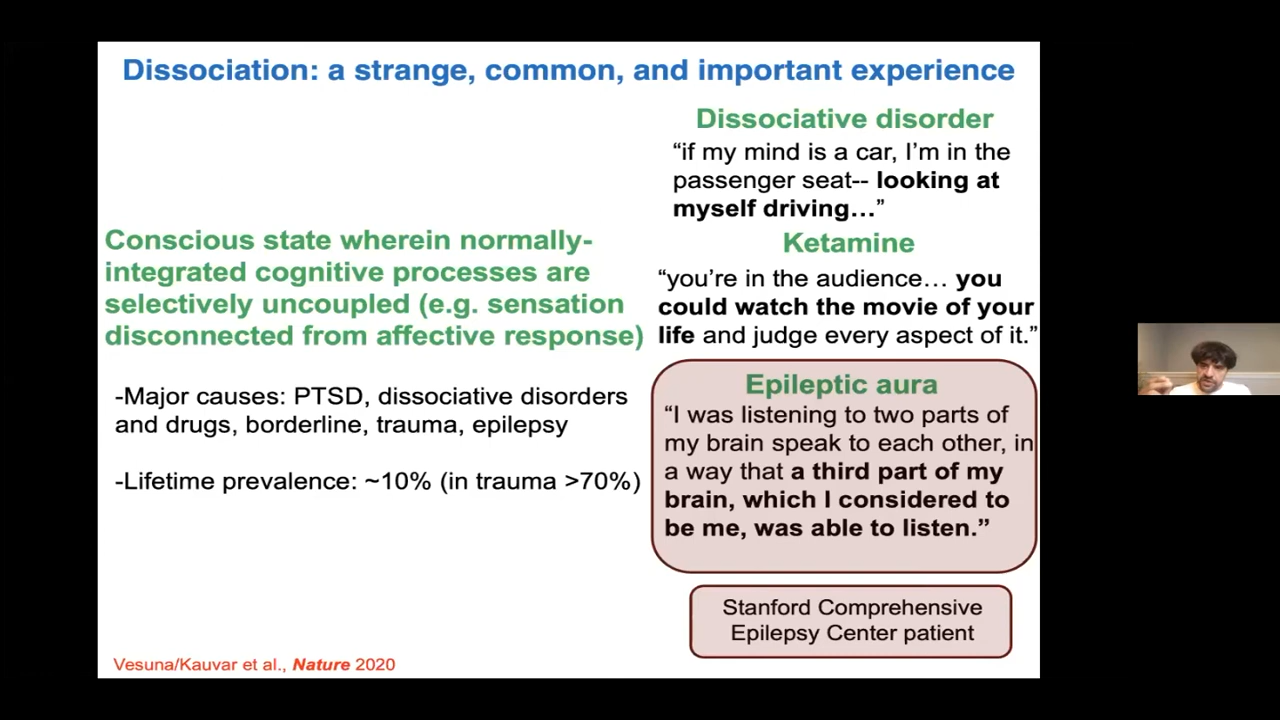 Dissociation: a strange, common, and important experience
Conscious state wherein normally-
integrated cognitive processes are
selectively uncoupled (e.g. sensation
disconnected from affective response)
-Major causes: PTSD, dissociative disorders
and drugs, borderline, trauma, epilepsy
-Lifetime prevalence: ~10% (in trauma >70%)
Dissociative disorder
“if my mind is a car, I’m in the
passenger seat-- looking at
myself driving…”
Ketamine
“you’re in the audience… you
could watch the movie of your
life and judge every aspect of it.”
Epileptic aura
“I was listening to two parts of
my brain speak to each other, in
a way that a third part of my
brain, which I considered to
be me, was able to listen.”
Stanford Comprehensive
Epilepsy Center patient
Vesuna/Kauvar et al., Nature 2020